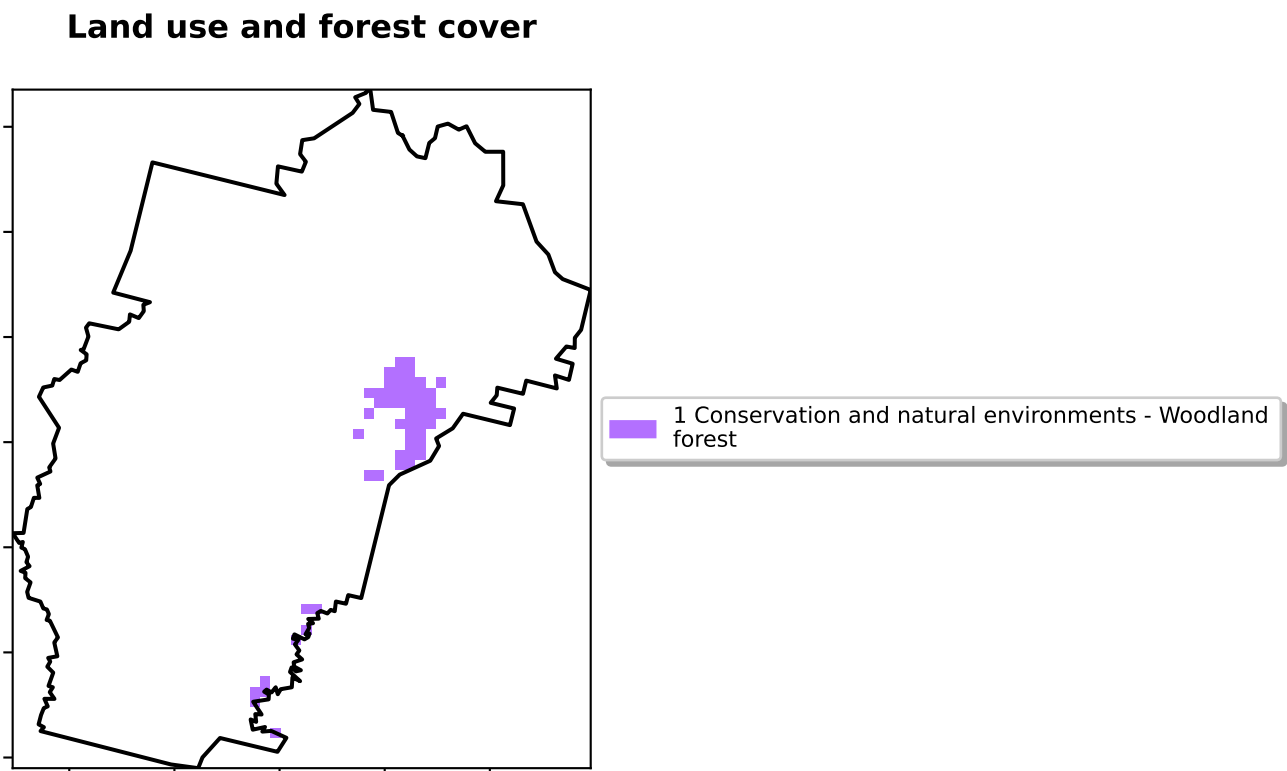 Land use and forest cover
1 Conservation and natural environments - Woodland
forest